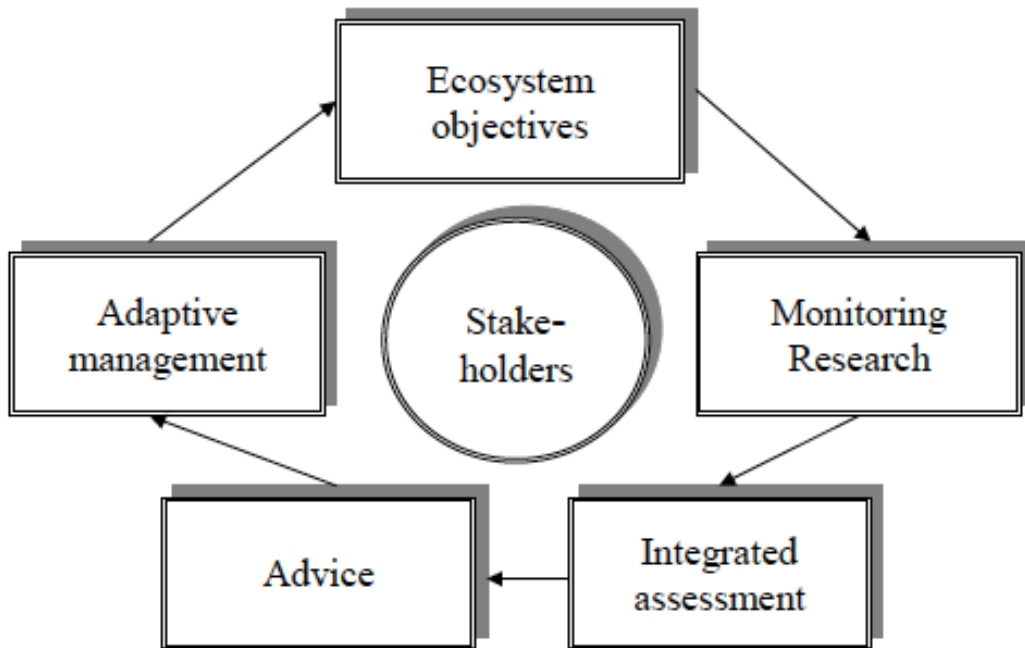 Ecosystem
objectives
Adaptive
management
Stake-
holders
Monitoring
Research
Advice
Integrated
assessment